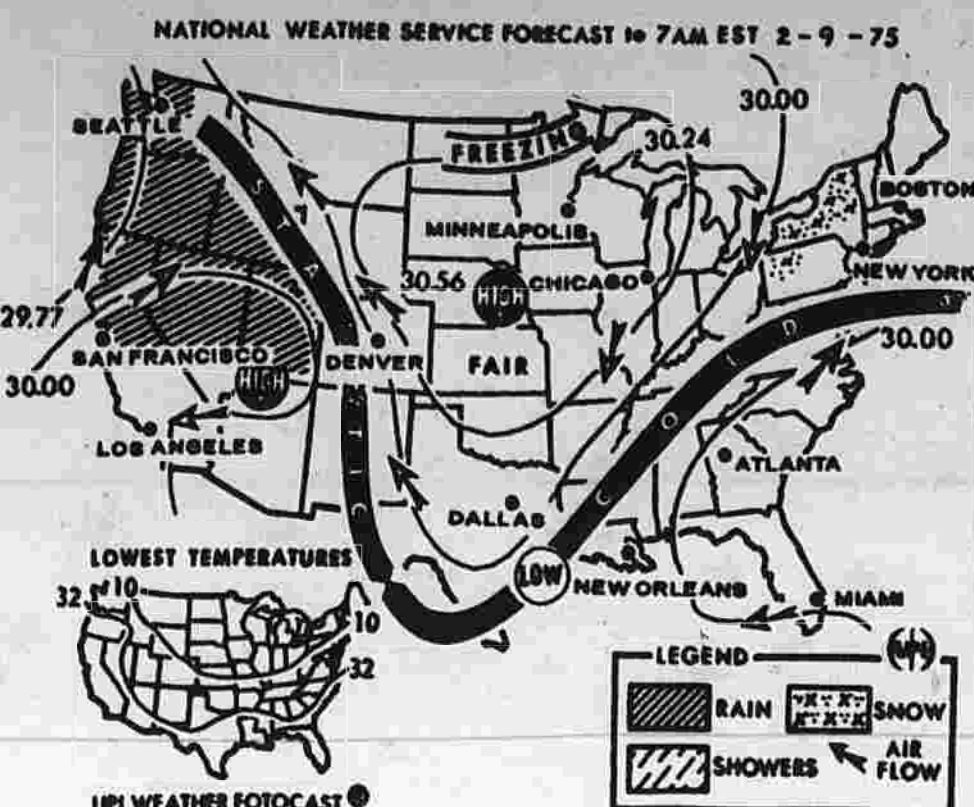 NATIONAL WEATHER SERVICE FORECAST to 7AM EST 2 - 9 - 75
30.00
SEATTLE
FREEZING
30.24
BOSTON
MINNEAPOLIS
STATIC
30.56
HIGH
CHICAGO
NEW YORK
29.77
COLD
30.00
SAN FRANCISCO
DENVER
FAIR
30.00
HIGH
LOS ANGELES
ATLANTA
DALLAS
LOWEST TEMPERATURES
LOW
NEW ORLEANS
MIAMI
32
10
10
32
LEGEND
UPI
RAIN
SNOW
SHOWERS
AIR FLOW
UPI WEATHER FOTOCAST